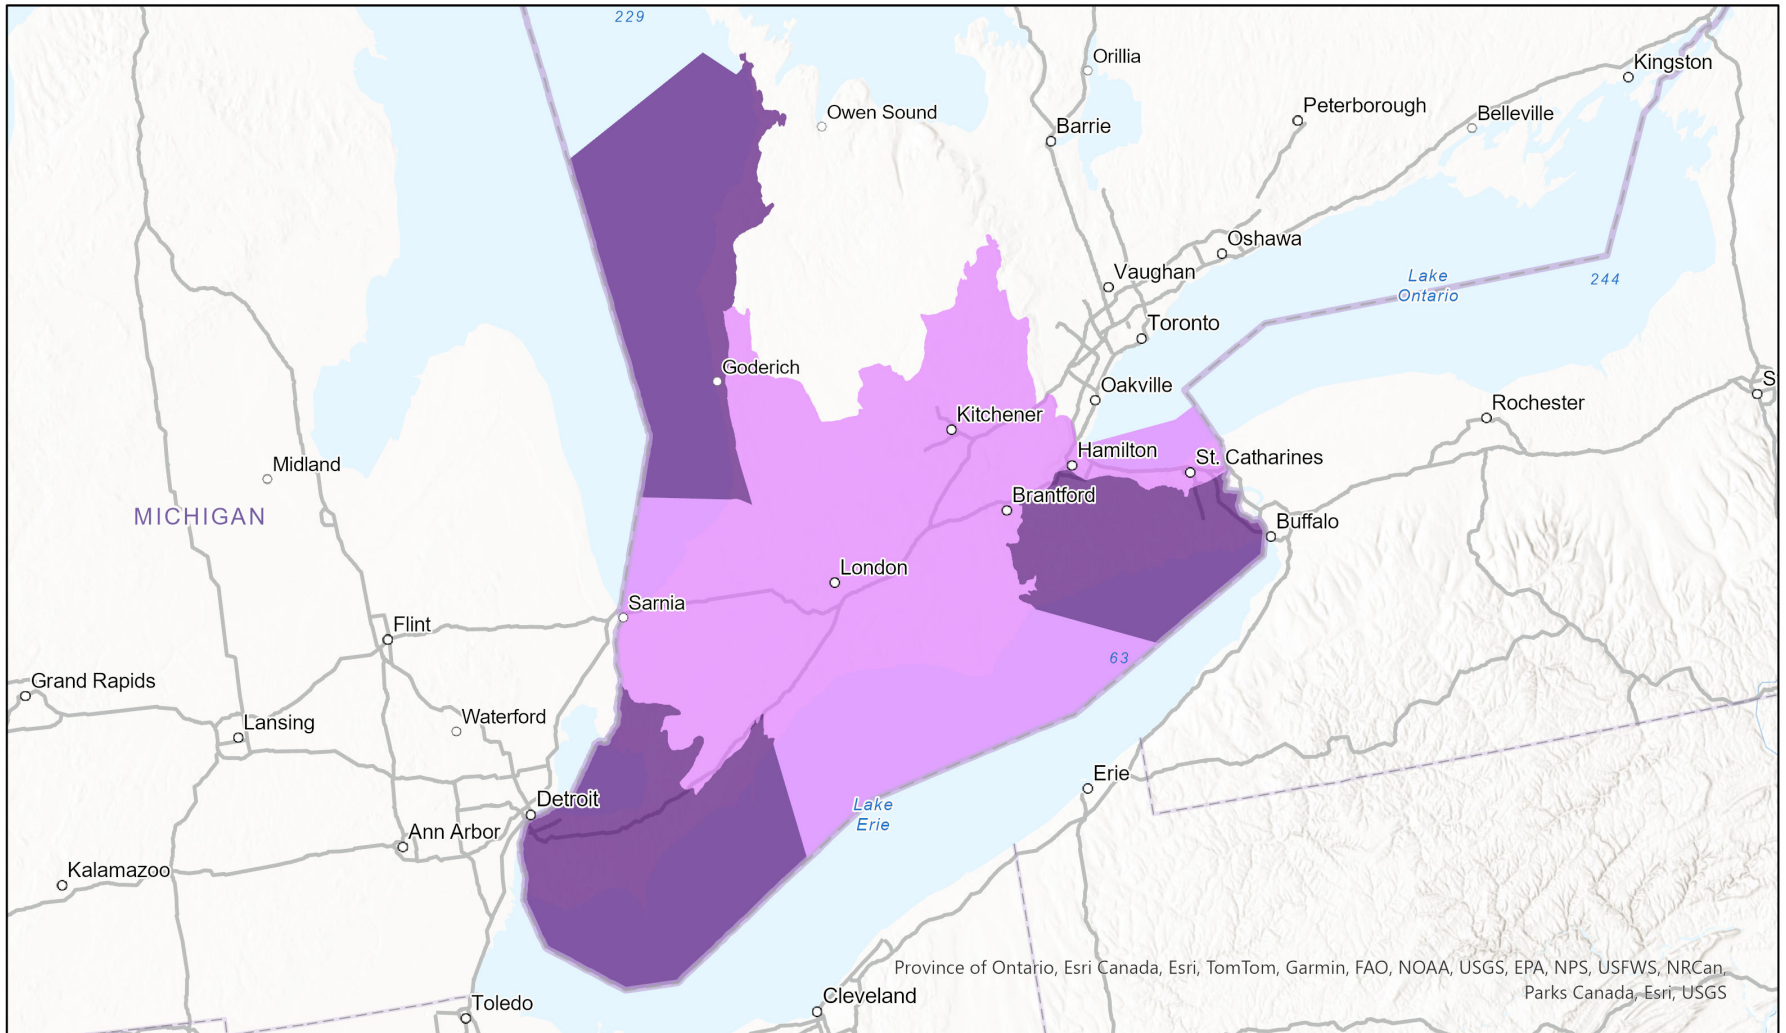 229
Orillia
Kingston
Owen Sound
Peterborough
Belleville
Barrie
Oshawa
Vaughan
Lake
Ontario
244
Toronto
Goderich
Oakville
S
Rochester
Kitchener
Hamilton
St. Catharines
Midland
Brantford
MICHIGAN
Buffalo
London
Sarnia
Flint
63
Grand Rapids
Lansing
Waterford
Erie
Detroit
Lake
Erie
Ann Arbor
Kalamazoo
Province of Ontario, Esri Canada, Esri, TomTom, Garmin, FAO, NOAA, USGS, EPA, NPS, USFWS, NRCan,
Parks Canada, Esri, USGS
Toledo
Cleveland